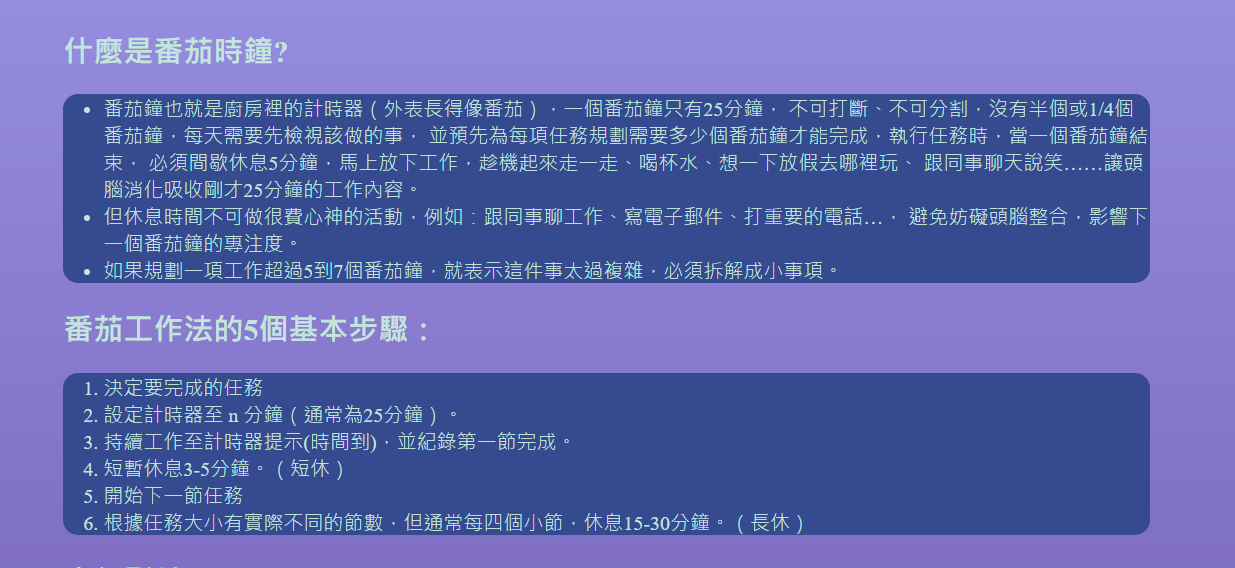 什麼是番茄時鐘?
• 番茄鐘也就是廚房裡的計時器（外表長得像番茄），一個番茄鐘只有25分鐘， 不可打斷、不可分割，沒有半個或1/4個
番茄鐘，每天需要先檢視該做的事， 並預先為每項任務規劃需要多少個番茄鐘才能完成，執行任務時，當一個番茄鐘結
束， 必須間歇休息5分鐘，馬上放下工作，趁機起來走一走、喝杯水、想一下放假去哪裡玩、 跟同事聊天說笑……讓頭
腦消化吸收剛才25分鐘的工作內容。
• 但休息時間不可做很費心神的活動，例如：跟同事聊工作、寫電子郵件、打重要的電話…， 避免妨礙頭腦整合，影響下
一個番茄鐘的專注度。
• 如果規劃一項工作超過5到7個番茄鐘，就表示這件事太過複雜，必須拆解成小事項。
番茄工作法的5個基本步驟：
1. 決定要完成的任務
2. 設定計時器至 n 分鐘（通常為25分鐘）。
3. 持續工作至計時器提示(時間到)，並紀錄第一節完成。
4. 短暫休息3-5分鐘。（短休）
5. 開始下一節任務
6. 根據任務大小有實際不同的節數，但通常每四個小節，休息15-30分鐘。（長休）